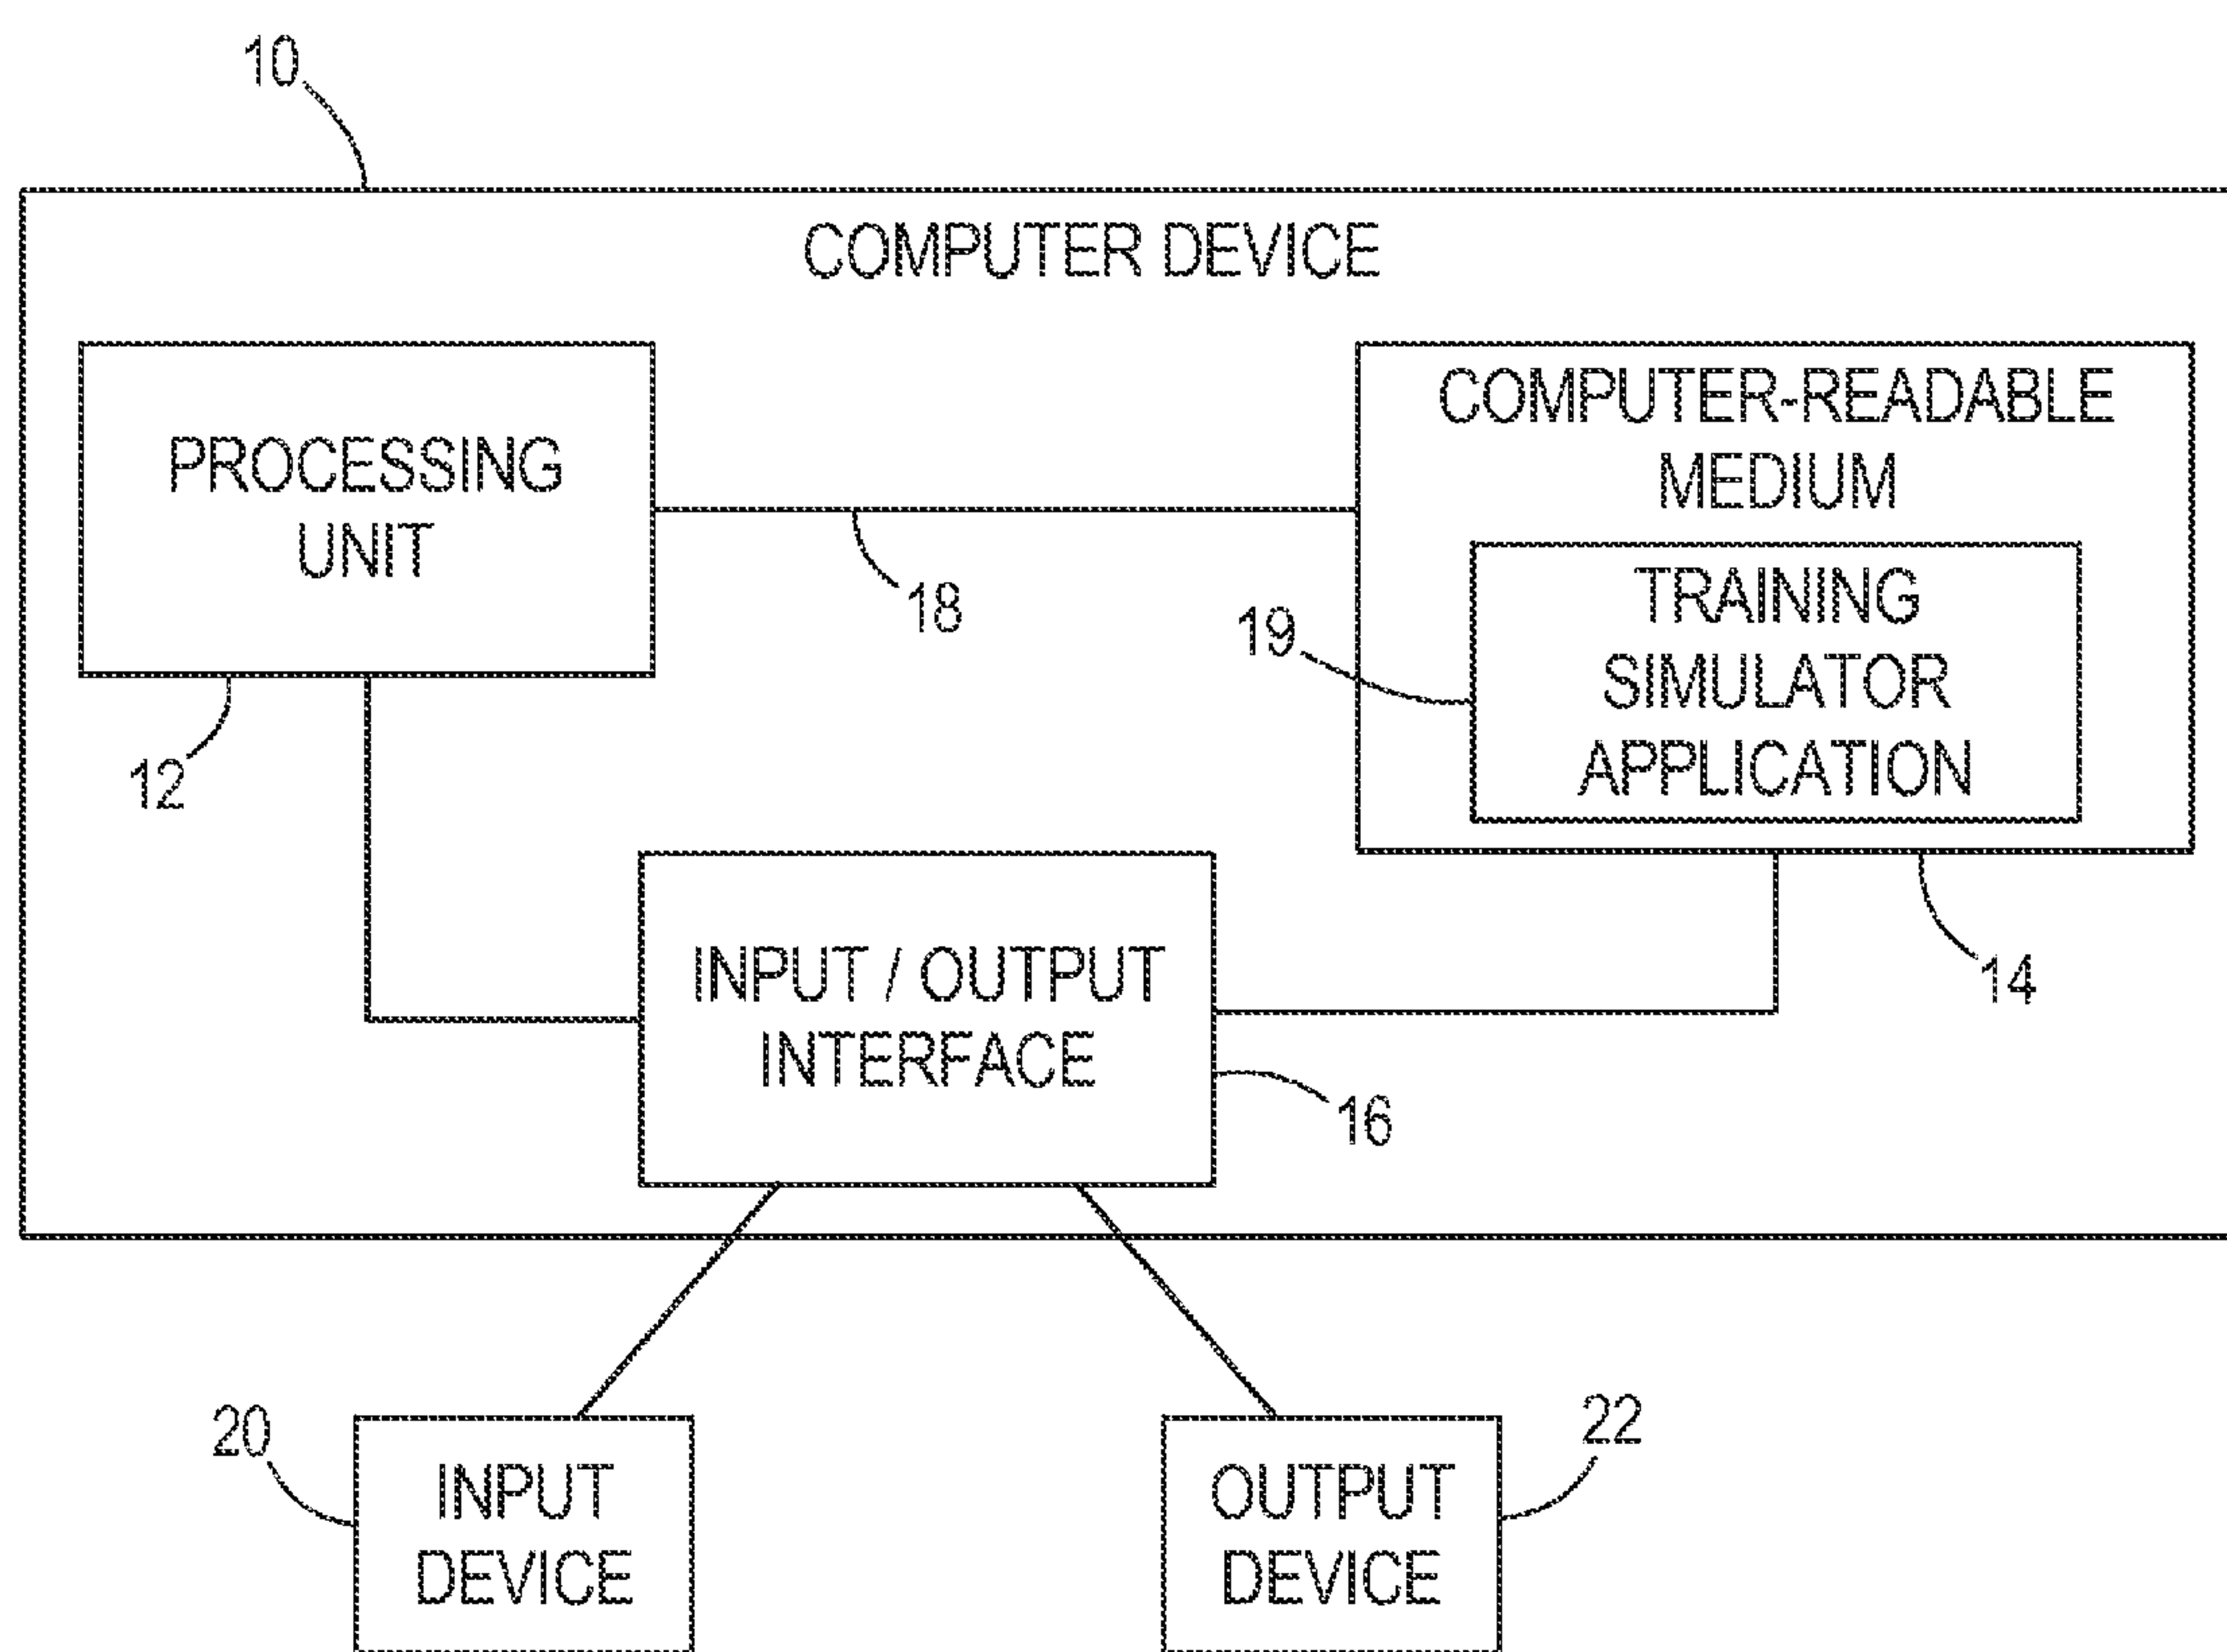 10
COMPUTER DEVICE
PROCESSING
UNIT
12
18
COMPUTER-READABLE
MEDIUM
19
TRAINING
SIMULATOR
APPLICATION
14
INPUT / OUTPUT
INTERFACE
16
20
INPUT
DEVICE
OUTPUT
DEVICE
22